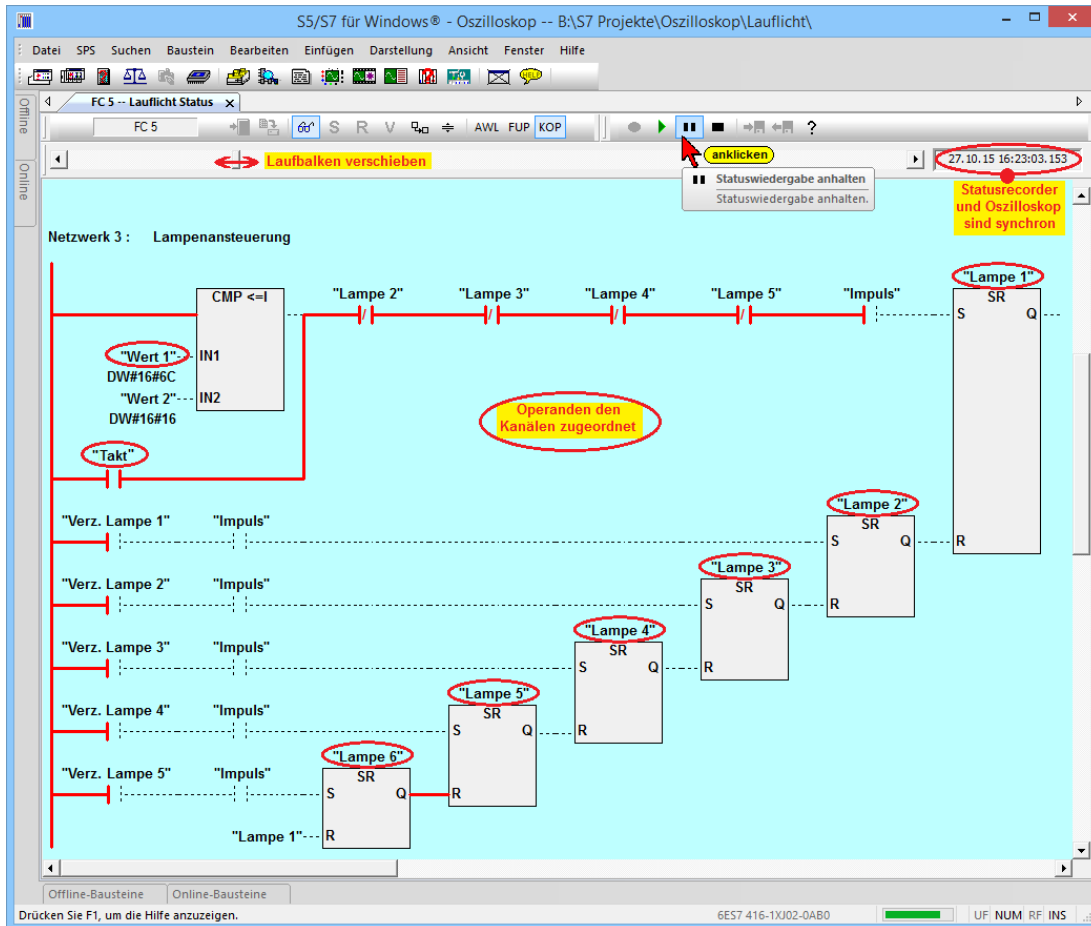 S5/S7 für Windows® - Oszilloskop -- B:\S7 Projekte\Oszilloskop\Lauflicht\
Datei SPS Suchen Baustein Bearbeiten Einfügen Darstellung Ansicht Fenster Hilfe
HELP
Offline
Online
FC 5 -- Lauflicht Status x
FC 5
S R V AWL FUP KOP ?
Laufbalken verschieben
anklicken
27.10.15 16:23:03.153
Statuswiedergabe anhalten
Statuswiedergabe anhalten.
Statusrecorder
und Oszilloskop
sind synchron
Netzwerk 3 : Lampenansteuerung
"Lampe 1"
CMP <=I "Lampe 2" "Lampe 3" "Lampe 4" "Lampe 5" "Impuls" SR
S Q
"Wert 1" IN1
DW#16#6C
"Wert 2" IN2
DW#16#16
Operanden den
Kanälen zugeordnet
"Takt"
"Lampe 2"
"Verz. Lampe 1" "Impuls" SR
S Q R
"Lampe 3"
"Verz. Lampe 2" "Impuls" SR
S Q R
"Lampe 4"
"Verz. Lampe 3" "Impuls" SR
S Q R
"Lampe 5"
"Verz. Lampe 4" "Impuls" SR
S Q R
"Lampe 6"
"Verz. Lampe 5" "Impuls" SR
S Q R
"Lampe 1" R
Offline-Bausteine Online-Bausteine
Drücken Sie F1, um die Hilfe anzuzeigen. 6ES7 416-1XJ02-0AB0 UF NUM RF INS